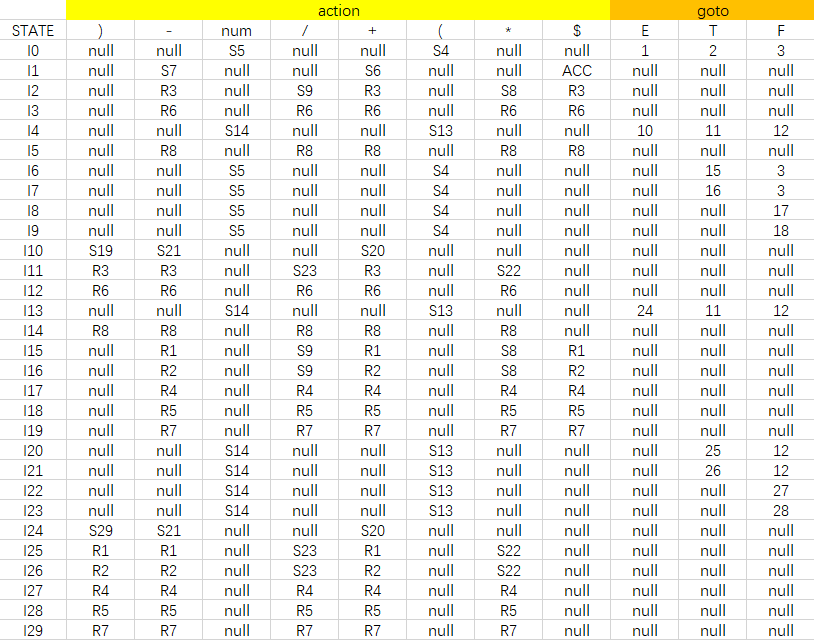 action goto
STATE ) - num / + ( * $ E T F
I0 null null S5 null null S4 null null 1 2 3
I1 null S7 null null S6 null null ACC null null null
I2 null R3 null S9 R3 null S8 R3 null null null
I3 null R6 null R6 R6 null R6 R6 null null null
I4 null null S14 null null S13 null null 10 11 12
I5 null R8 null R8 R8 null R8 R8 null null null
I6 null null S5 null null S4 null null null 15 3
I7 null null S5 null null S4 null null null 16 3
I8 null null S5 null null S4 null null null null 17
I9 null null S5 null null S4 null null null null 18
I10 S19 S21 null null S20 null null null null null null
I11 R3 R3 null S23 R3 null S22 null null null null
I12 R6 R6 null R6 R6 null R6 null null null null
I13 null null S14 null null S13 null null 24 11 12
I14 R8 R8 null R8 R8 null R8 null null null null
I15 null R1 null S9 R1 null S8 R1 null null null
I16 null R2 null S9 R2 null S8 R2 null null null
I17 null R4 null R4 R4 null R4 R4 null null null
I18 null R5 null R5 R5 null R5 R5 null null null
I19 null R7 null R7 R7 null R7 R7 null null null
I20 null null S14 null null S13 null null null 25 12
I21 null null S14 null null S13 null null null 26 12
I22 null null S14 null null S13 null null null null 27
I23 null null S14 null null S13 null null null null 28
I24 S29 S21 null null S20 null null null null null null
I25 R1 R1 null S23 R1 null S22 null null null null
I26 R2 R2 null S23 R2 null S22 null null null null
I27 R4 R4 null R4 R4 null R4 null null null null
I28 R5 R5 null R5 R5 null R5 null null null null
I29 R7 R7 null R7 R7 null R7 null null null null